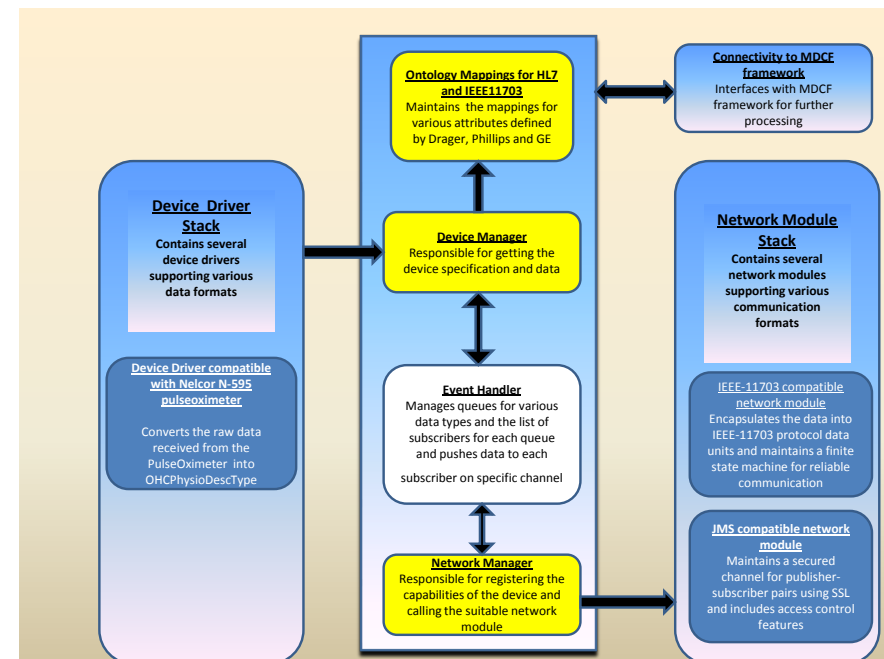 Ontology Mappings for HL7
and IEEE11703
Maintains the mappings for
various attributes defined
by Drager, Phillips and GE
Connectivity to MDCF
framework
Interfaces with MDCF
framework for further
processing
Device Driver
Stack
Contains several
device drivers
supporting various
data formats
Device Driver compatible
with Nelcor N-595
pulseoximeter
Converts the raw data
received from the
PulseOximeter into
OHCPhysioDescType
Device Manager
Responsible for getting the
device specification and data
Event Handler
Manages queues for various
data types and the list of
subscribers for each queue
and pushes data to each
subscriber on specific channel
Network Manager
Responsible for registering the
capabilities of the device and
calling the suitable network
module
Network Module
Stack
Contains several
network modules
supporting various
communication
formats
IEEE-11703 compatible
network module
Encapsulates the data into
IEEE-11703 protocol data
units and maintains a finite
state machine for reliable
communication
JMS compatible network
module
Maintains a secured
channel for publisher-
subscriber pairs using SSL
and includes access control
features